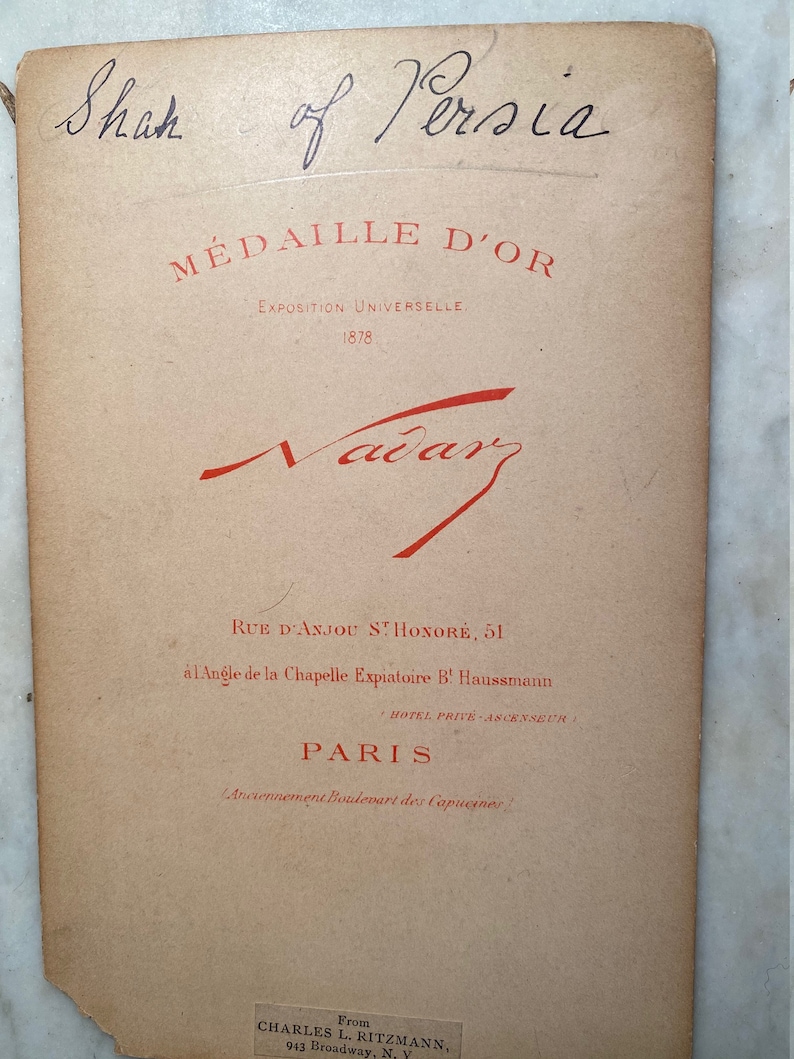 Shah of Persia
MÉDAILLE D'OR
EXPOSITION UNIVERSELLE.
1878.
Nadar
RUE D'ANJOU ST HONORÉ, 51
à l'Angle de la Chapelle Expiatoire Bt Haussmann
(HOTEL PRIVÉ - ASCENSEUR)
PARIS
(Anciennement Boulevart des Capucines)
From
CHARLES L. RITZMANN,
943 Broadway, N. Y.